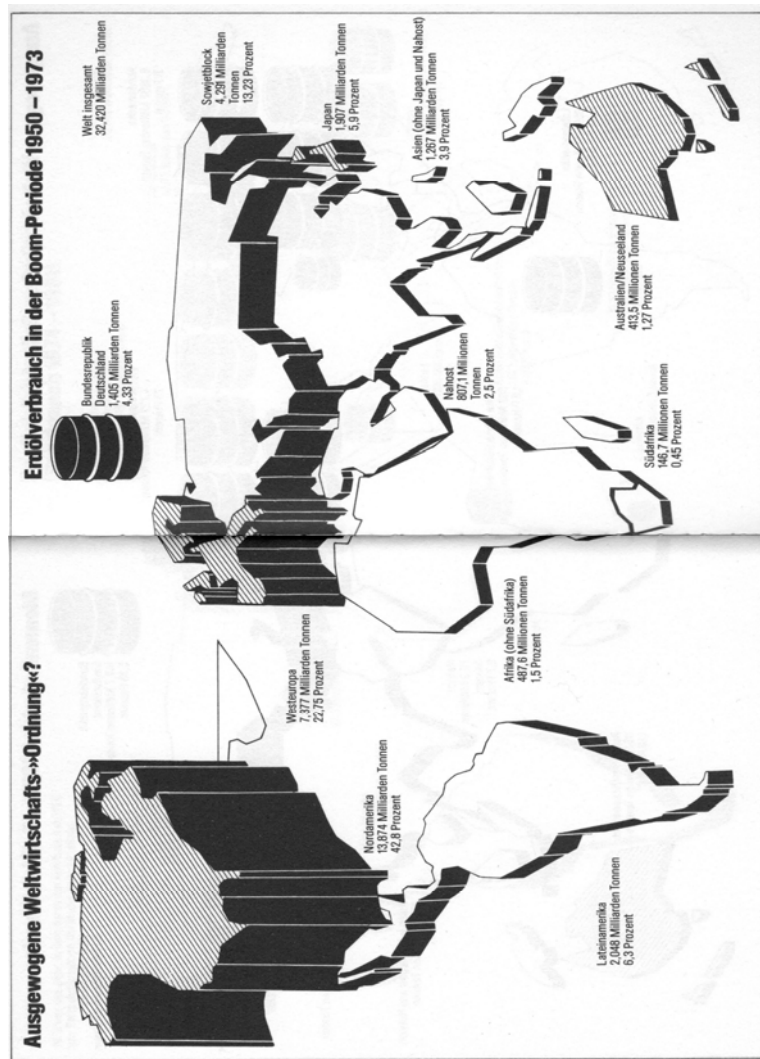 Ausgewogene Weltwirtschafts-»Ordnung«?
Erdölverbrauch in der Boom-Periode 1950–1973
Nordamerika
13,874 Milliarden Tonnen
42,8 Prozent
Lateinamerika
2,048 Milliarden Tonnen
6,3 Prozent
Westeuropa
7,377 Milliarden Tonnen
22,75 Prozent
Afrika (ohne Südafrika)
487,6 Millionen Tonnen
1,5 Prozent
Bundesrepublik
Deutschland
1,405 Milliarden Tonnen
4,33 Prozent
Nahost
807,1 Millionen
Tonnen
2,5 Prozent
Südafrika
146,7 Millionen Tonnen
0,45 Prozent
Welt insgesamt
32,420 Milliarden Tonnen
Sowjetblock
4,291 Milliarden
Tonnen
13,23 Prozent
Japan
1,907 Milliarden Tonnen
5,9 Prozent
Asien (ohne Japan und Nahost)
1,267 Milliarden Tonnen
3,9 Prozent
Australien/Neuseeland
413,5 Millionen Tonnen
1,27 Prozent